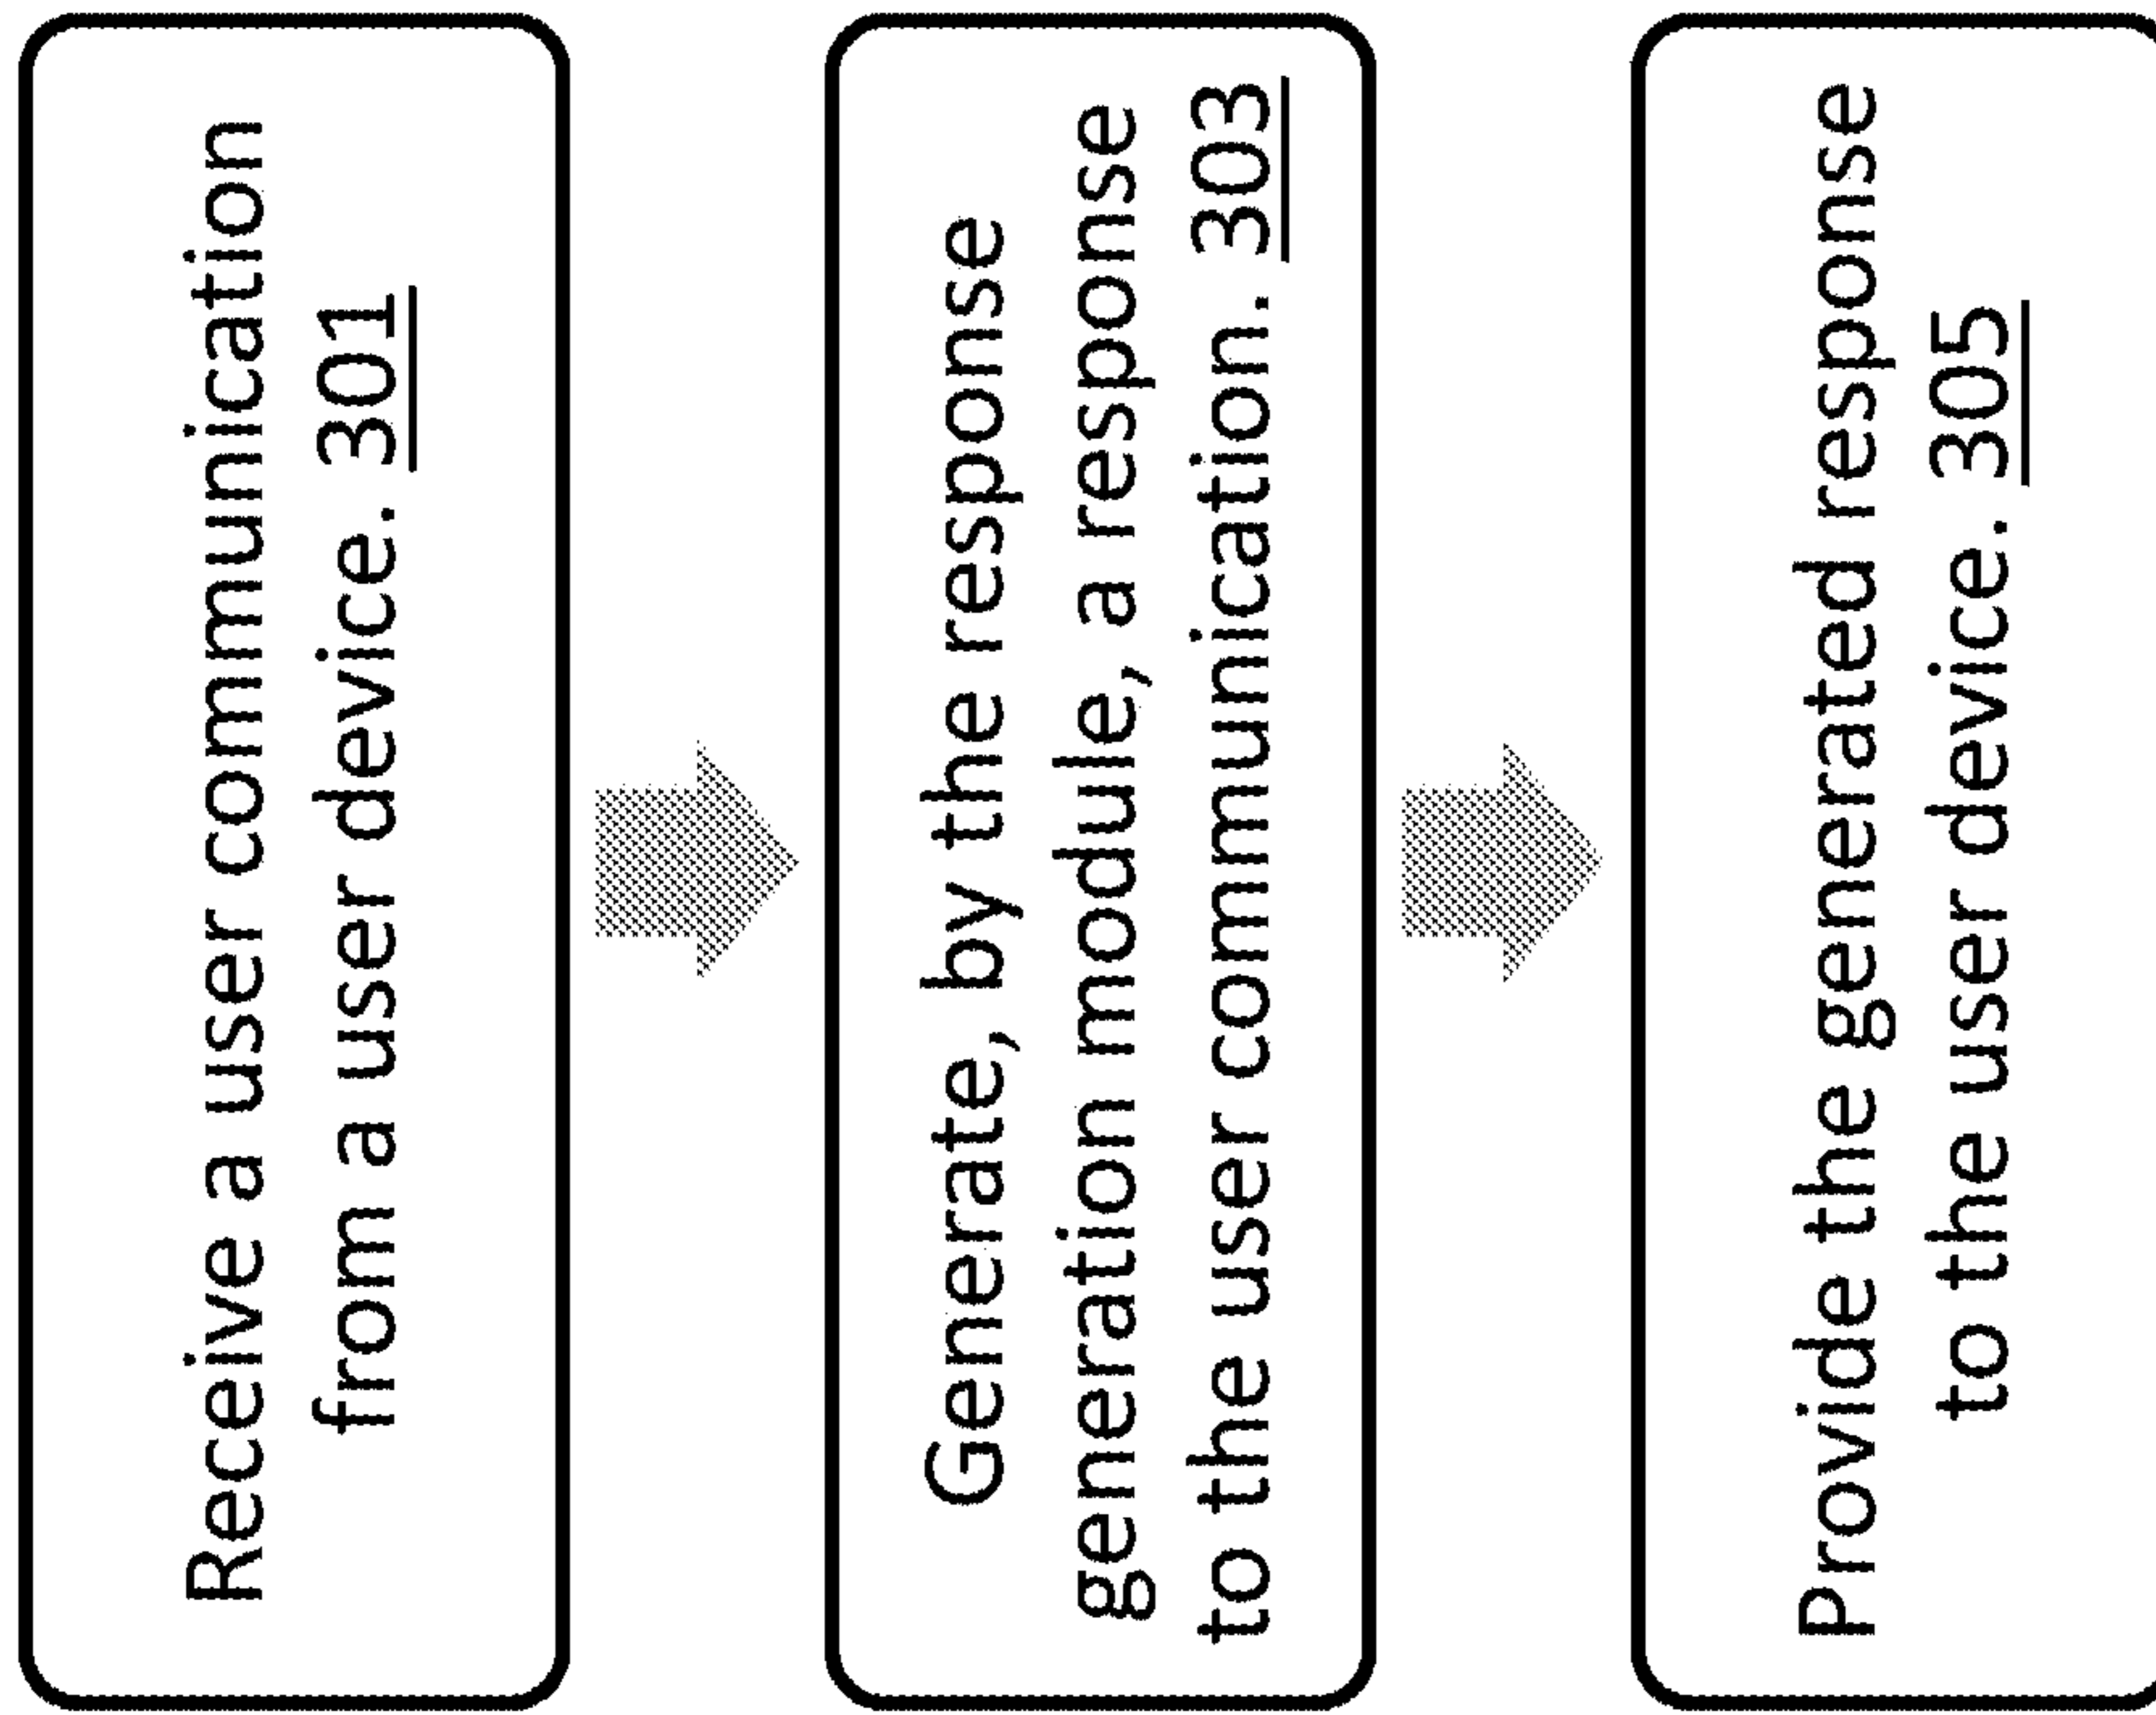 Receive a user communication
from a user device. 301
Generate, by the response
generation module, a response
to the user communication. 303
Provide the generated response
to the user device. 305